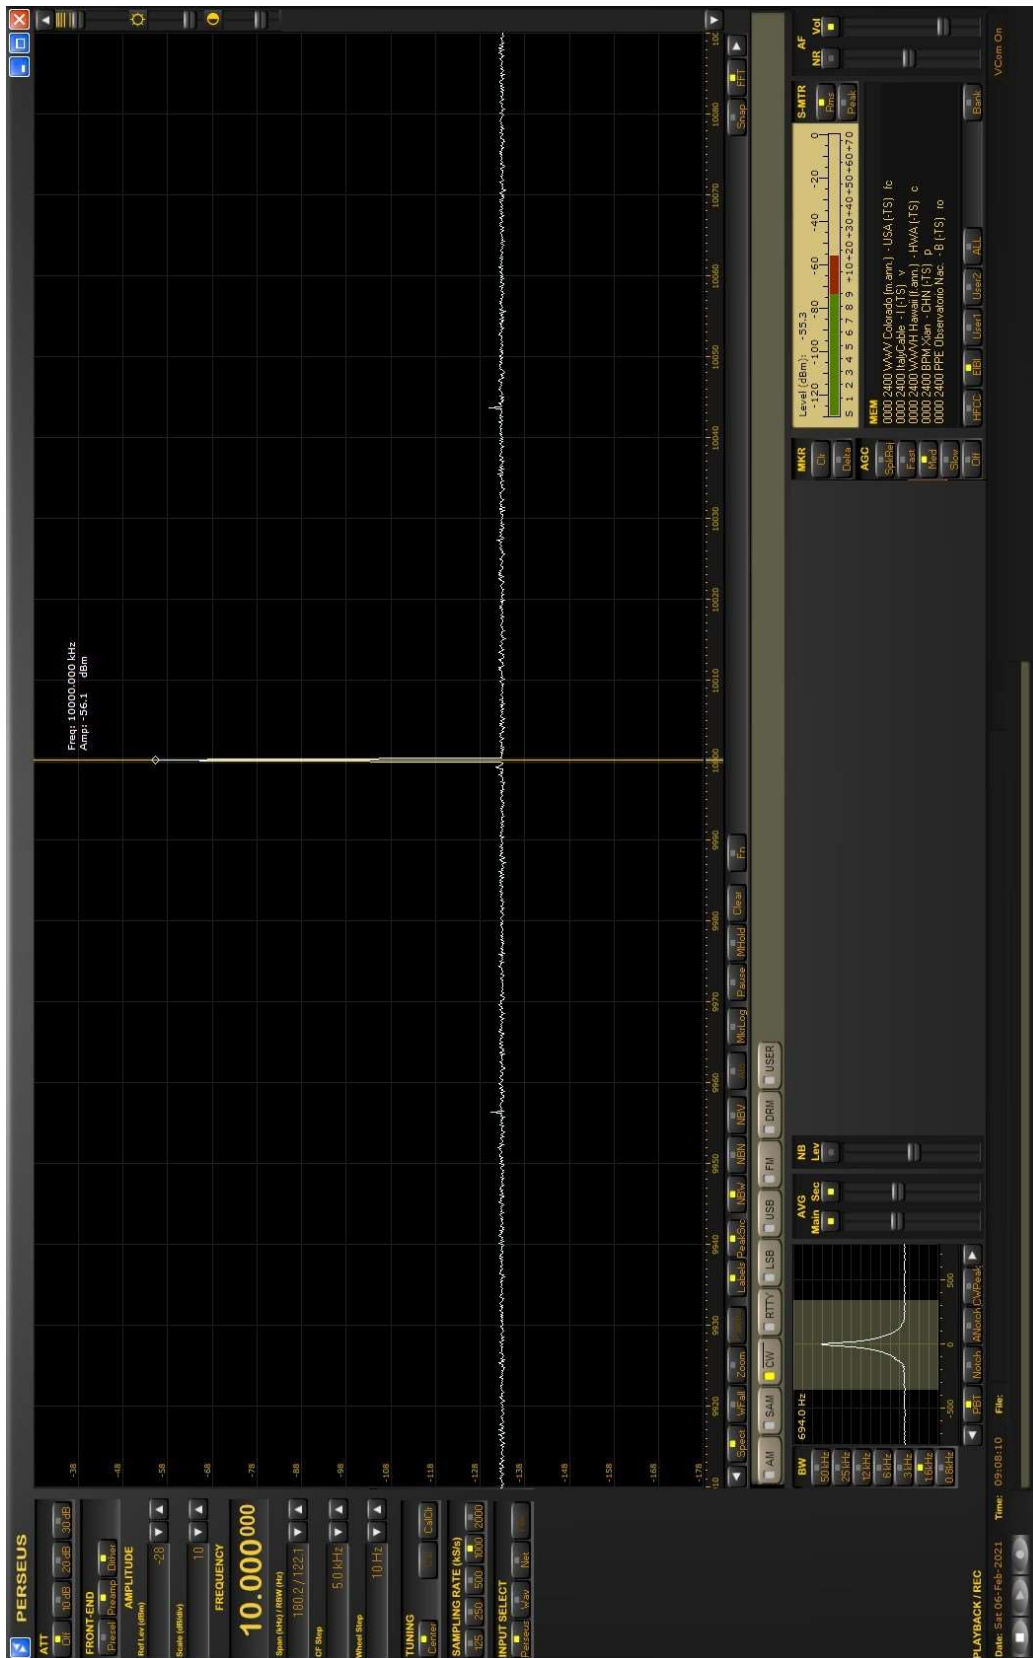 PERSEUS
ATT
Off 10 dB 20 dB 30 dB
FRONT-END
Presel Preamp Dither
AMPLITUDE
Ref Lev (dBm)
-28
Scale (dB/div)
10
FREQUENCY
10.000000
Span (kHz) / RBW (Hz)
180.2 / 122.1
CF Step
5.0 kHz
Wheel Step
10 Hz
TUNING
Center CalClr
SAMPLING RATE (kS/s)
125 250 500 1000 2000
INPUT SELECT
Perseus Wav Net
Freq: 10000.000 kHz
Amp: -56.1 dBm
-38
-48
-58
-68
-78
-88
-98
-108
-118
-128
-138
-148
-158
-168
-178
9920 9930 9940 9950 9960 9970 9980 9990 10000 10010 10020 10030 10040 10050 10060 10070 10080
Spect WFall Zoom Labels PeakSrc NBW NBN NBV MkrLog Pause MHold Clear Fn Snap FFT
AM SAM CW RTTY LSB USB FM DRM USER
BW
50 kHz
25 kHz
12 kHz
6 kHz
3 kHz
1.6kHz
0.8kHz
694.0 Hz
-500 0 500
PBT Notch ANotch CWPeak
AVG
Main Sec
NB
Lev
MKR
Clr
Delta
AGC
SpkRej
Fast
Med
Slow
Off
Level (dBm): -55.3
-120 -100 -80 -60 -40 -20 0
S 1 2 3 4 5 6 7 8 9 +10+20+30+40+50+60+70
S-MTR
Rms
Peak
MEM
0000 2400 WWV Colorado (m.ann.) - USA (-TS) fc
0000 2400 ItalyCable - I (-TS) v
0000 2400 WWVH Hawaii (f.ann.) - HWA (-TS) c
0000 2400 BPM Xian - CHN (-TS) p
0000 2400 PPE Observatorio Nac. - B (-TS) ro
HFCC EIBI User1 User2 ALL Bank
AF
NR Vol
PLAYBACK / REC
Date: Sat 06-Feb-2021 Time: 09:08:10 File:
VCom On